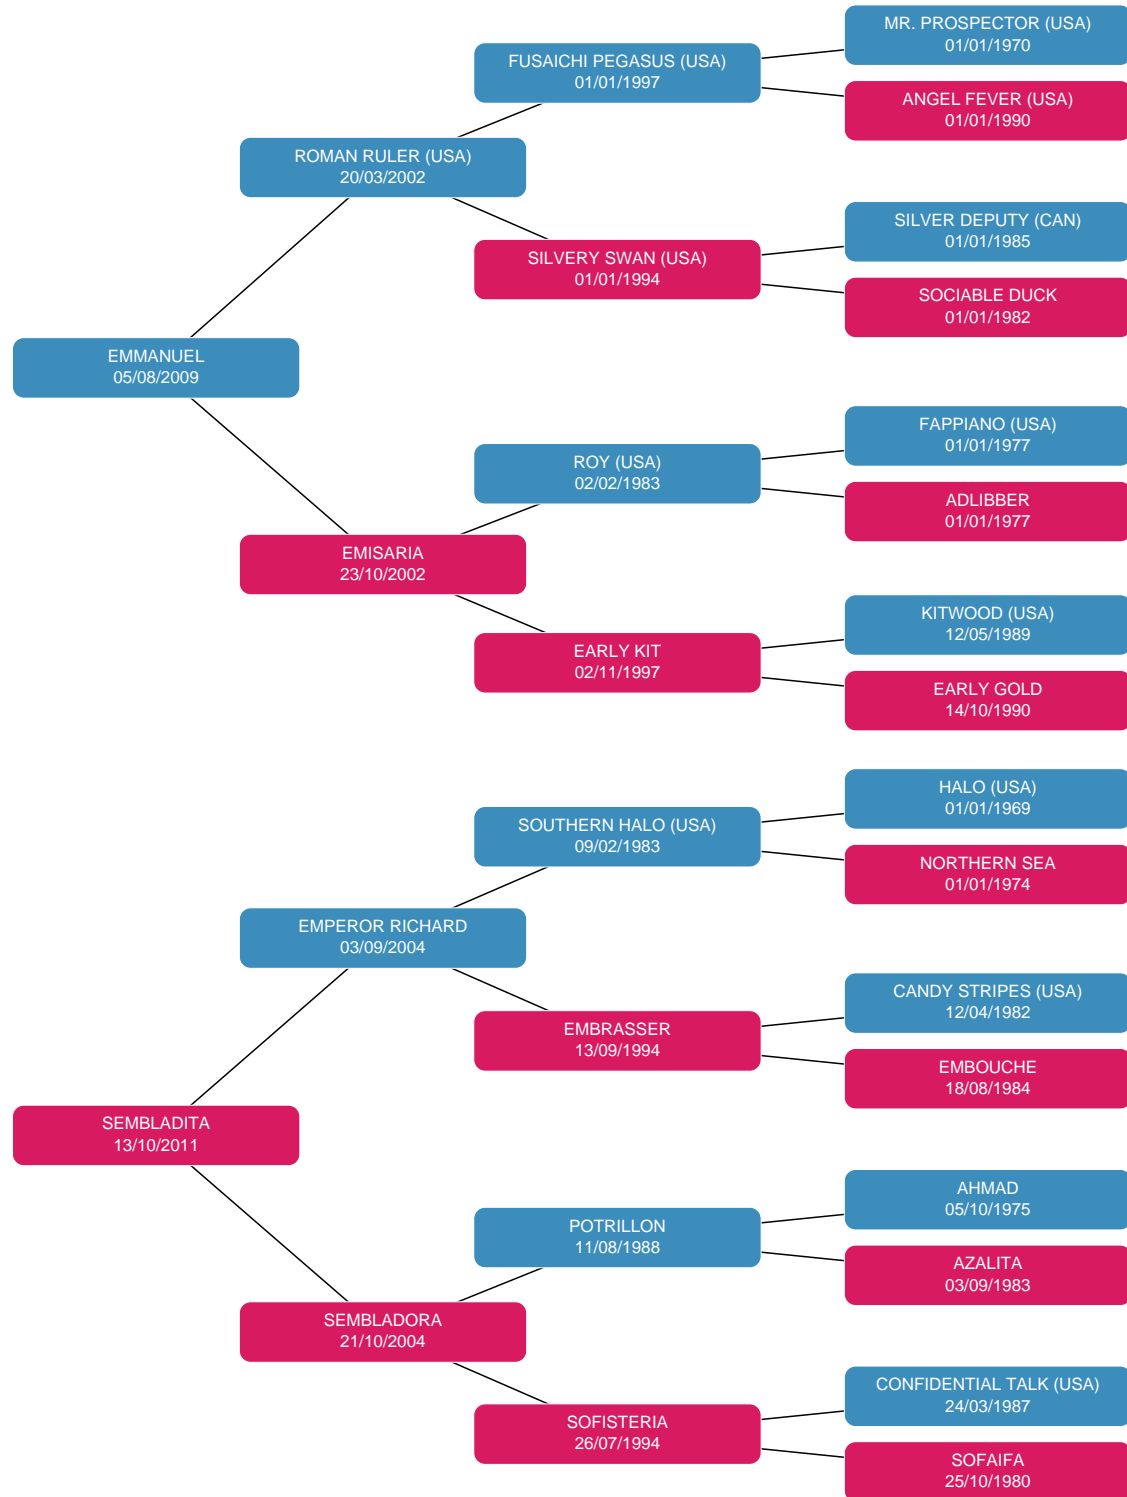 MR. PROSPECTOR (USA)
01/01/1970
FUSAICHI PEGASUS (USA)
01/01/1997
ANGEL FEVER (USA)
01/01/1990
ROMAN RULER (USA)
20/03/2002
SILVER DEPUTY (CAN)
01/01/1985
SILVERY SWAN (USA)
01/01/1994
SOCIABLE DUCK
01/01/1982
EMMANUEL
05/08/2009
FAPPIANO (USA)
01/01/1977
ROY (USA)
02/02/1983
ADLIBBER
01/01/1977
EMISARIA
23/10/2002
KITWOOD (USA)
12/05/1989
EARLY KIT
02/11/1997
EARLY GOLD
14/10/1990
HALO (USA)
01/01/1969
SOUTHERN HALO (USA)
09/02/1983
NORTHERN SEA
01/01/1974
EMPEROR RICHARD
03/09/2004
CANDY STRIPES (USA)
12/04/1982
EMBRASSER
13/09/1994
EMBOUCHE
18/08/1984
SEMBLADITA
13/10/2011
AHMAD
05/10/1975
POTRILLON
11/08/1988
AZALITA
03/09/1983
SEMBLADORA
21/10/2004
CONFIDENTIAL TALK (USA)
24/03/1987
SOFISTERIA
26/07/1994
SOFAIFA
25/10/1980